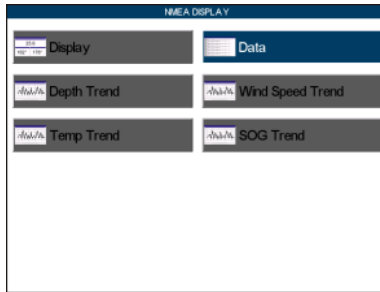 NMEA DISPLAY
Display
Data
Depth Trend
Wind Speed Trend
Temp Trend
SOG Trend